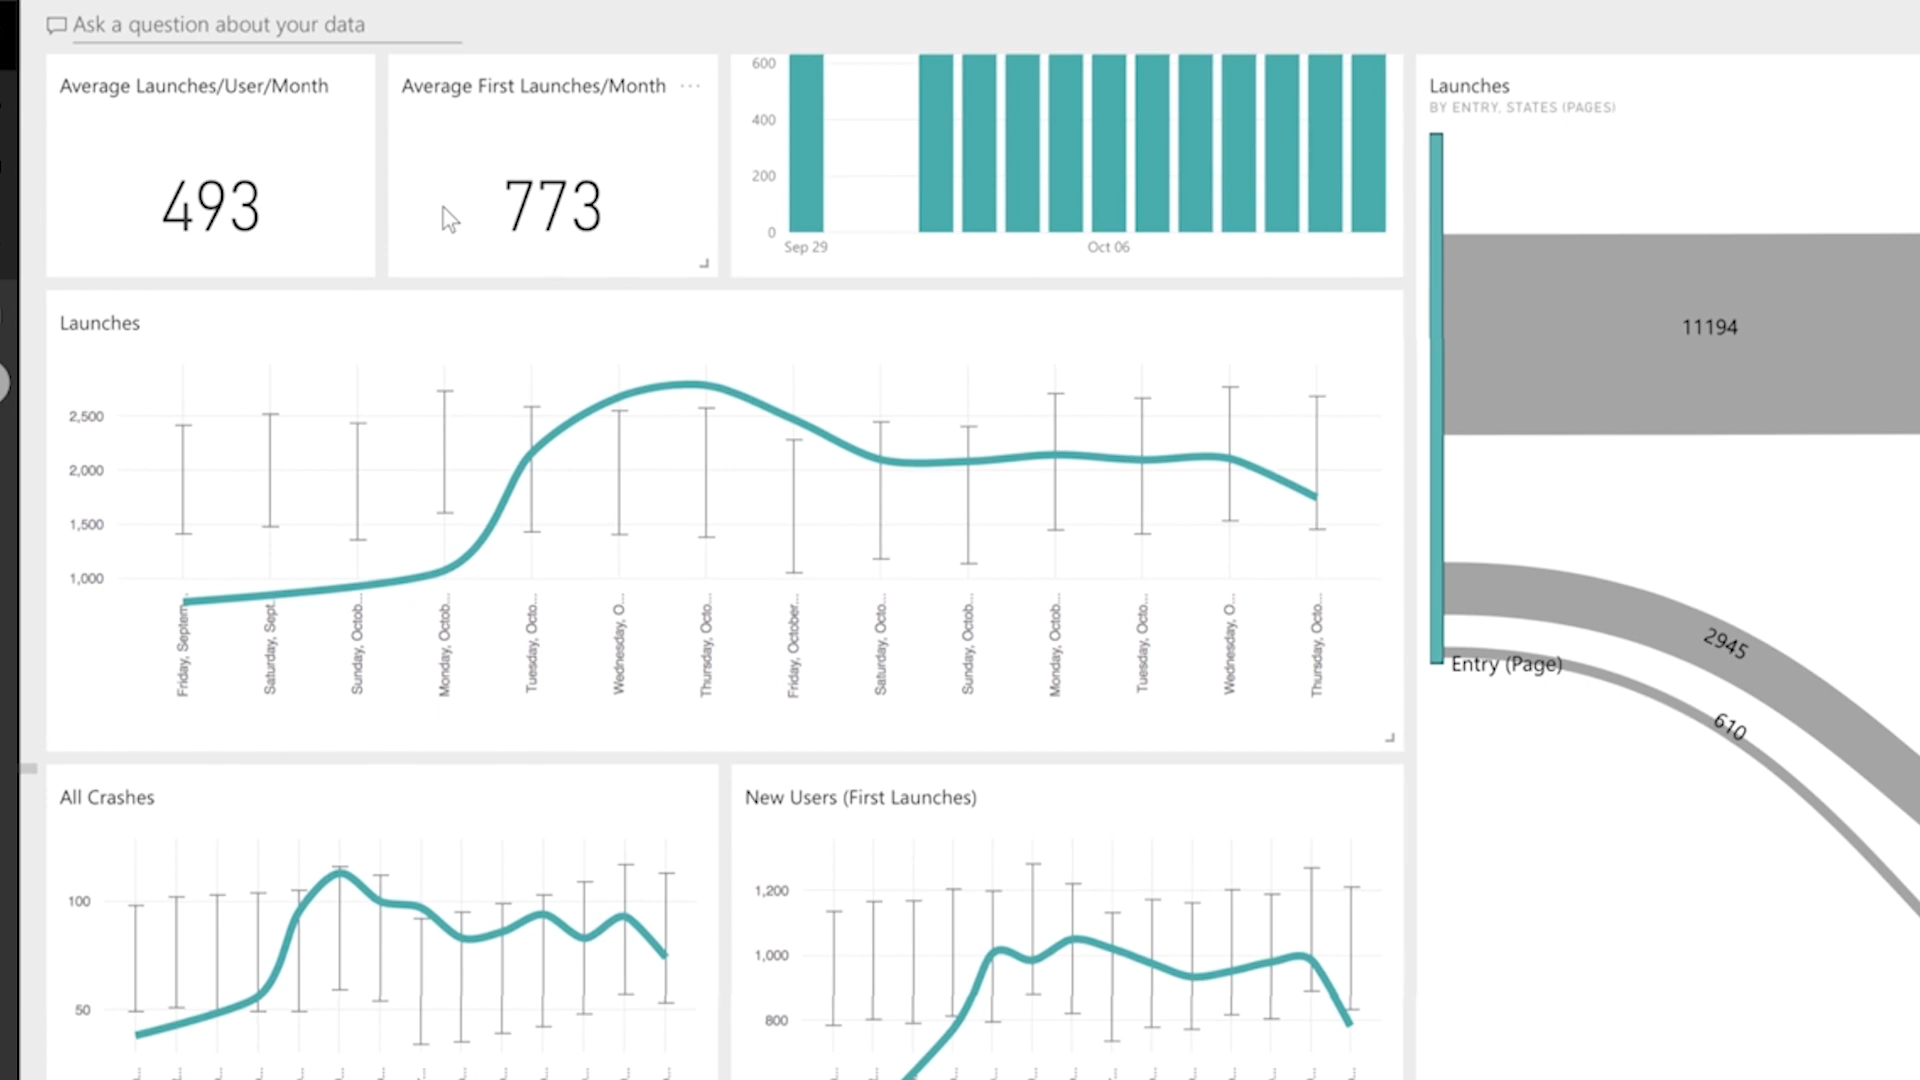 Ask a question about your data
Average Launches/User/Month
493
Average First Launches/Month
...
773
600
400
200
0
Sep 29
Oct 06
Launches
BY ENTRY, STATES (PAGES)
11194
2945
610
Entry (Page)
Launches
2,500
2,000
1,500
1,000
Friday, Septem...
Saturday, Sept...
Sunday, Octob...
Monday, Octob...
Tuesday, Octo...
Wednesday, O...
Thursday, Octo...
Friday, October...
Saturday, Octo...
Sunday, Octob...
Monday, Octob...
Tuesday, Octo...
Wednesday, O...
Thursday, Octo...
All Crashes
100
50
New Users (First Launches)
1,200
1,000
800